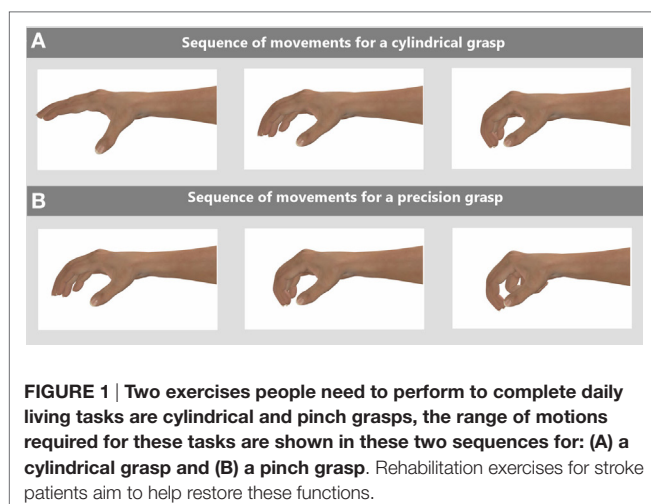 A
Sequence of movements for a cylindrical grasp
B
Sequence of movements for a precision grasp
FIGURE 1 | Two exercises people need to perform to complete daily
living tasks are cylindrical and pinch grasps, the range of motions
required for these tasks are shown in these two sequences for: (A) a
cylindrical grasp and (B) a pinch grasp. Rehabilitation exercises for stroke
patients aim to help restore these functions.